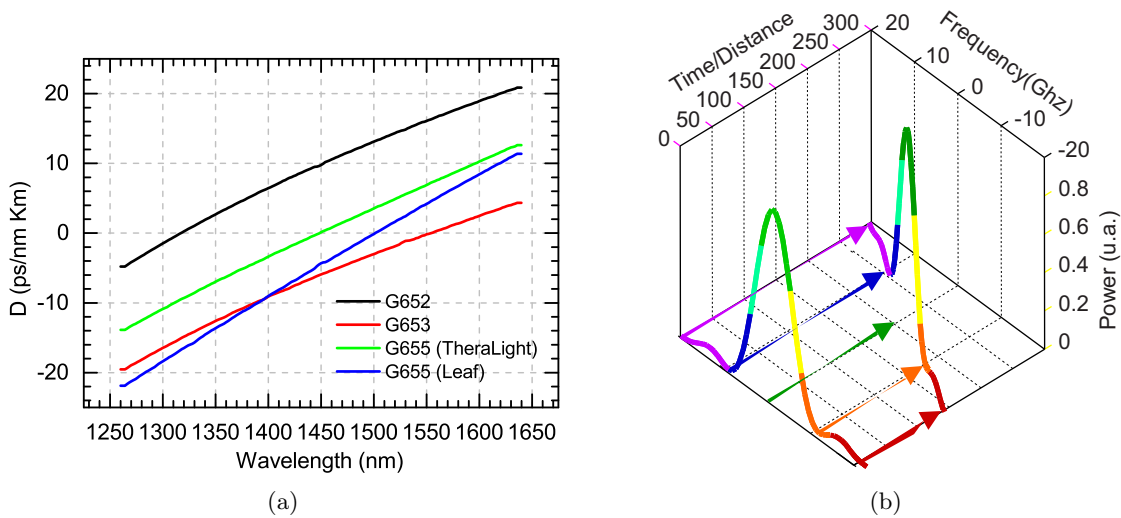 20
10
0
-10
-20
D (ps/nm Km)
G652
G653
G655 (TheraLight)
G655 (Leaf)
1250 1300 1350 1400 1450 1500 1550 1600 1650
Wavelength (nm)
(a)
Time/Distance
0 50 100 150 200 250 300
Frequency(Ghz)
20 10 0 -10 -20
0.8
0.6
0.4
0.2
0
Power (u.a.)
(b)